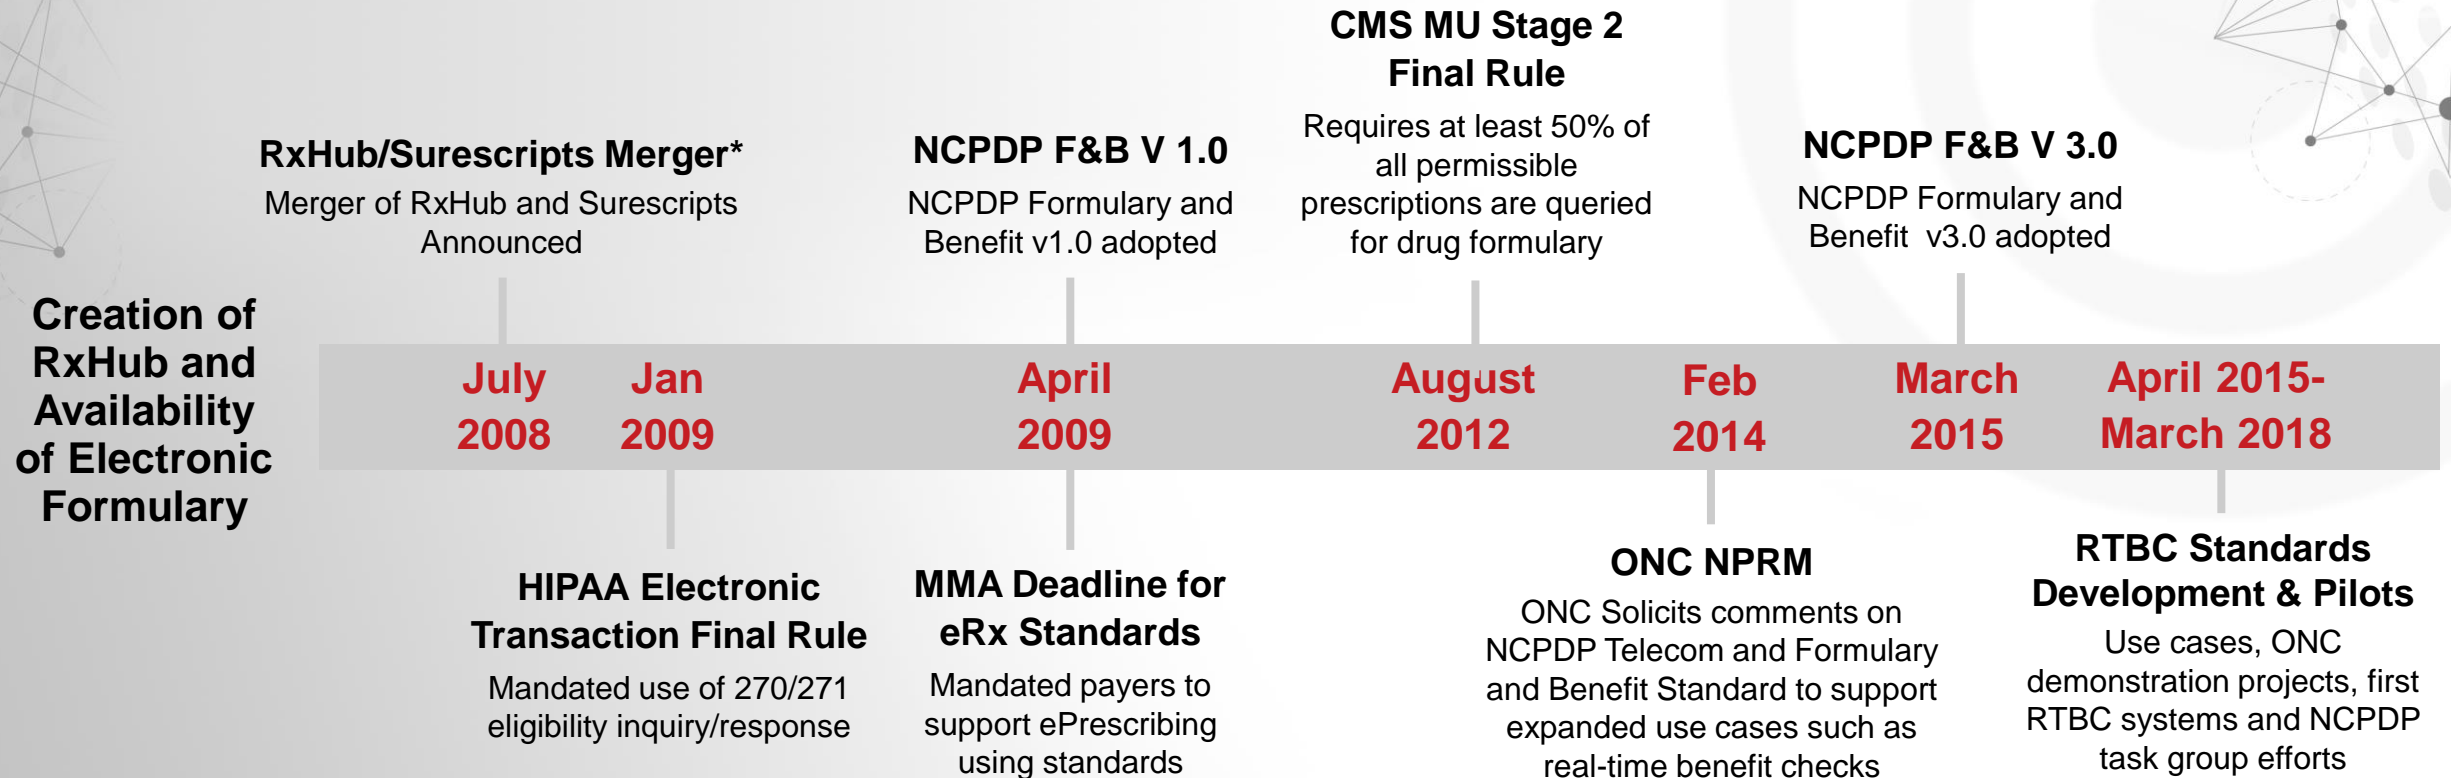 Creation of
RxHub and
Availability
of Electronic
Formulary
RxHub/Surescripts Merger*
Merger of RxHub and Surescripts
Announced
July
2008
Jan
2009
HIPAA Electronic
Transaction Final Rule
Mandated use of 270/271
eligibility inquiry/response
NCPDP F&B V 1.0
NCPDP Formulary and
Benefit v1.0 adopted
April
2009
MMA Deadline for
eRx Standards
Mandated payers to
support ePrescribing
using standards
CMS MU Stage 2
Final Rule
Requires at least 50% of
all permissible
prescriptions are queried
for drug formulary
August
2012
Feb
2014
ONC NPRM
ONC Solicits comments on
NCPDP Telecom and Formulary
and Benefit Standard to support
expanded use cases such as
real-time benefit checks
NCPDP F&B V 3.0
NCPDP Formulary and
Benefit v3.0 adopted
March
2015
April 2015-
March 2018
RTBC Standards
Development & Pilots
Use cases, ONC
demonstration projects, first
RTBC systems and NCPDP
task group efforts